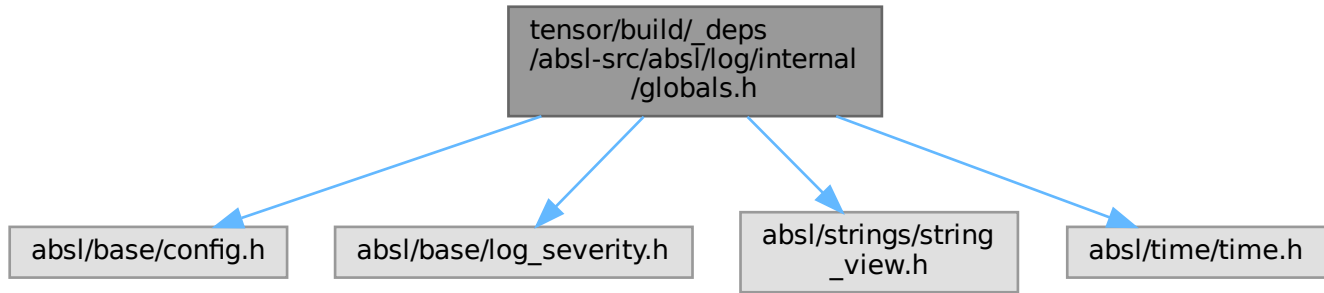 tensor/build/_deps
/absl-src/absl/log/internal
/globals.h
absl/base/config.h
absl/base/log_severity.h
absl/strings/string
_view.h
absl/time/time.h